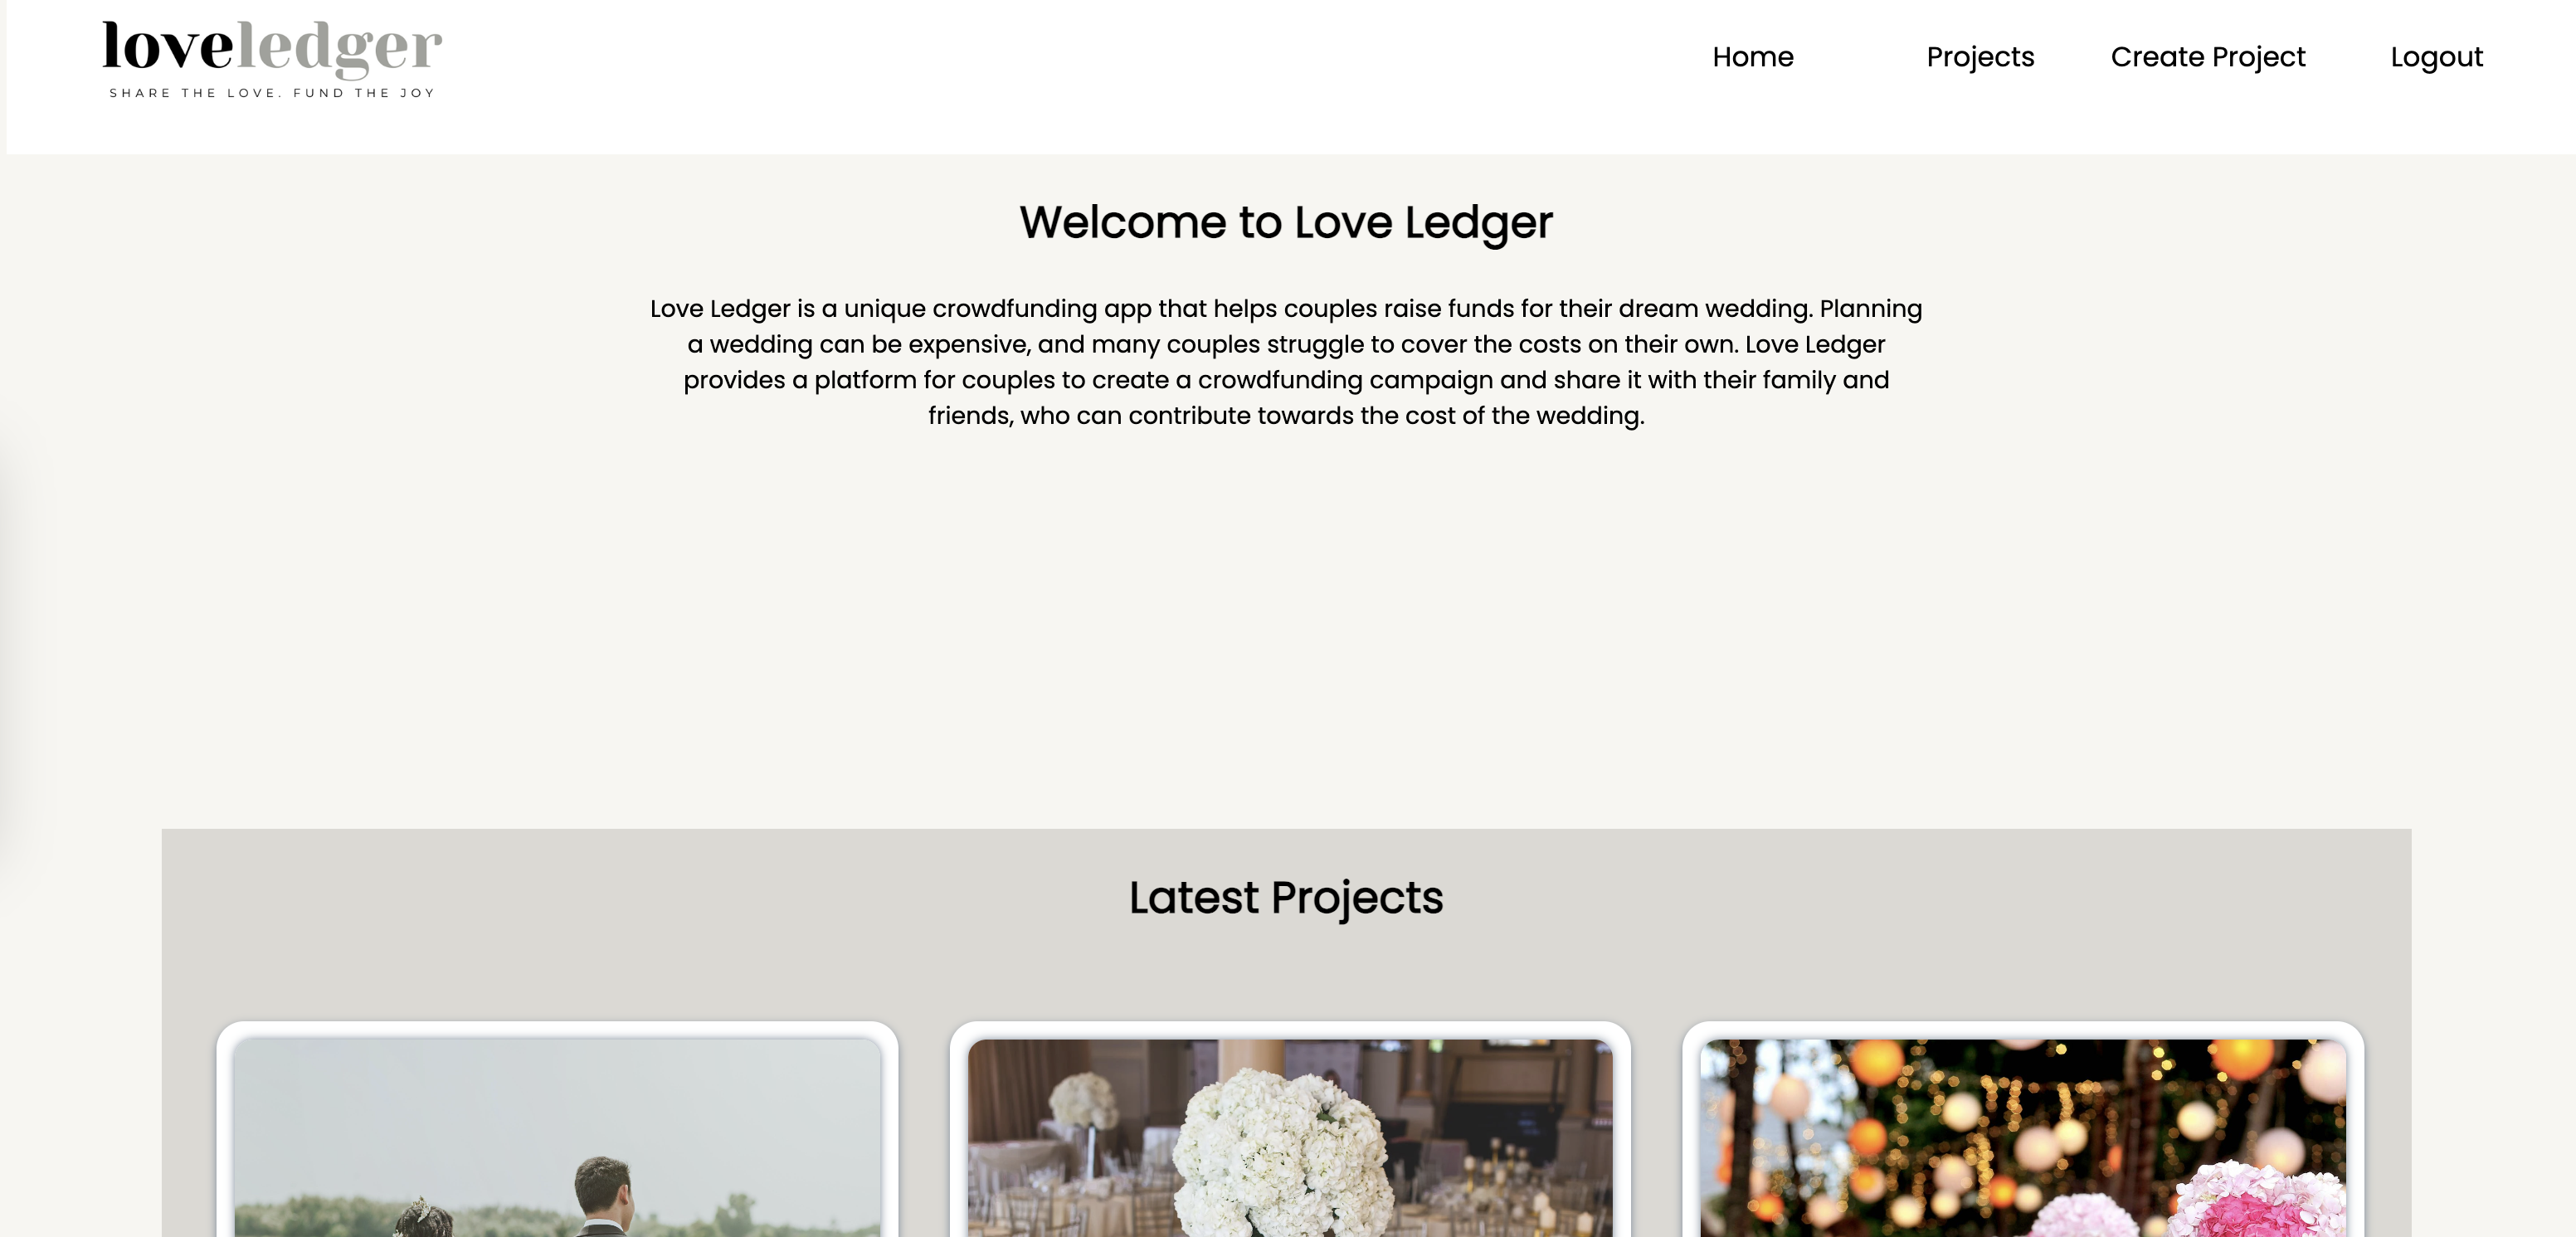 loveledger
SHARE THE LOVE. FUND THE JOY
Home Projects Create Project Logout
Welcome to Love Ledger
Love Ledger is a unique crowdfunding app that helps couples raise funds for their dream wedding. Planning
a wedding can be expensive, and many couples struggle to cover the costs on their own. Love Ledger
provides a platform for couples to create a crowdfunding campaign and share it with their family and
friends, who can contribute towards the cost of the wedding.
Latest Projects